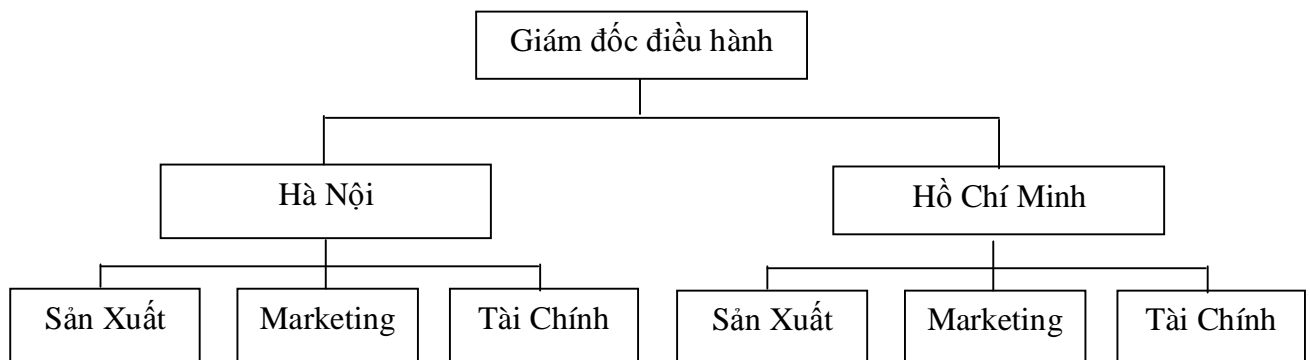 Giám đốc điều hành
Hà Nội
Hồ Chí Minh
Sản Xuất
Marketing
Tài Chính
Sản Xuất
Marketing
Tài Chính